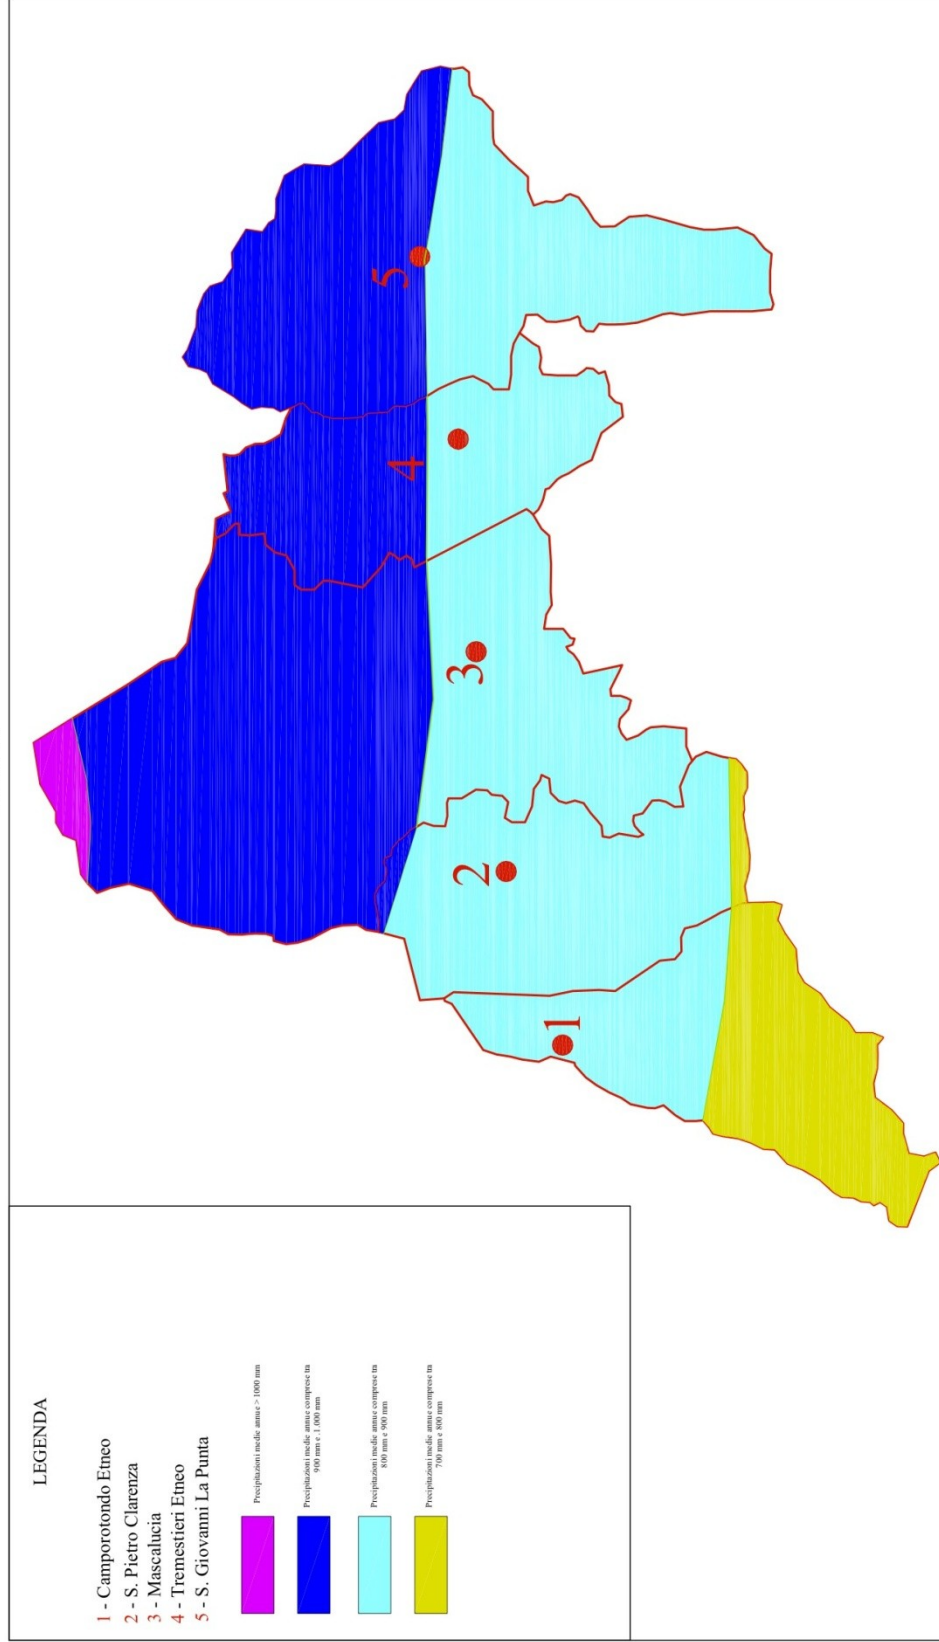 LEGENDA
1 - Camporotondo Etneo
2 - S. Pietro Clarenza
3 - Mascalucia
4 - Tremestieri Etneo
5 - S. Giovanni La Punta
Precipitazioni medie annue > 1000 mm
Precipitazioni medie annue comprese tra
900 mm e .1.000 mm
Precipitazioni medie annue comprese tra
800 mm e 900 mm
Precipitazioni medie annue comprese tra
700 mm e 800 mm
1
2
3
4
5